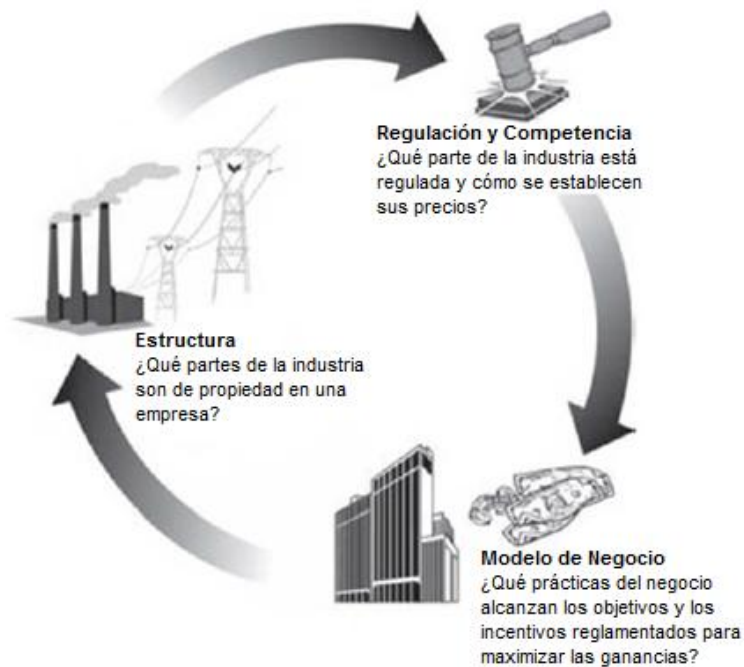 Regulación y Competencia
¿Qué parte de la industria está
regulada y cómo se establecen
sus precios?
Estructura
¿Qué partes de la industria
son de propiedad en una
empresa?
Modelo de Negocio
¿Qué prácticas del negocio
alcanzan los objetivos y los
incentivos reglamentados para
maximizar las ganancias?